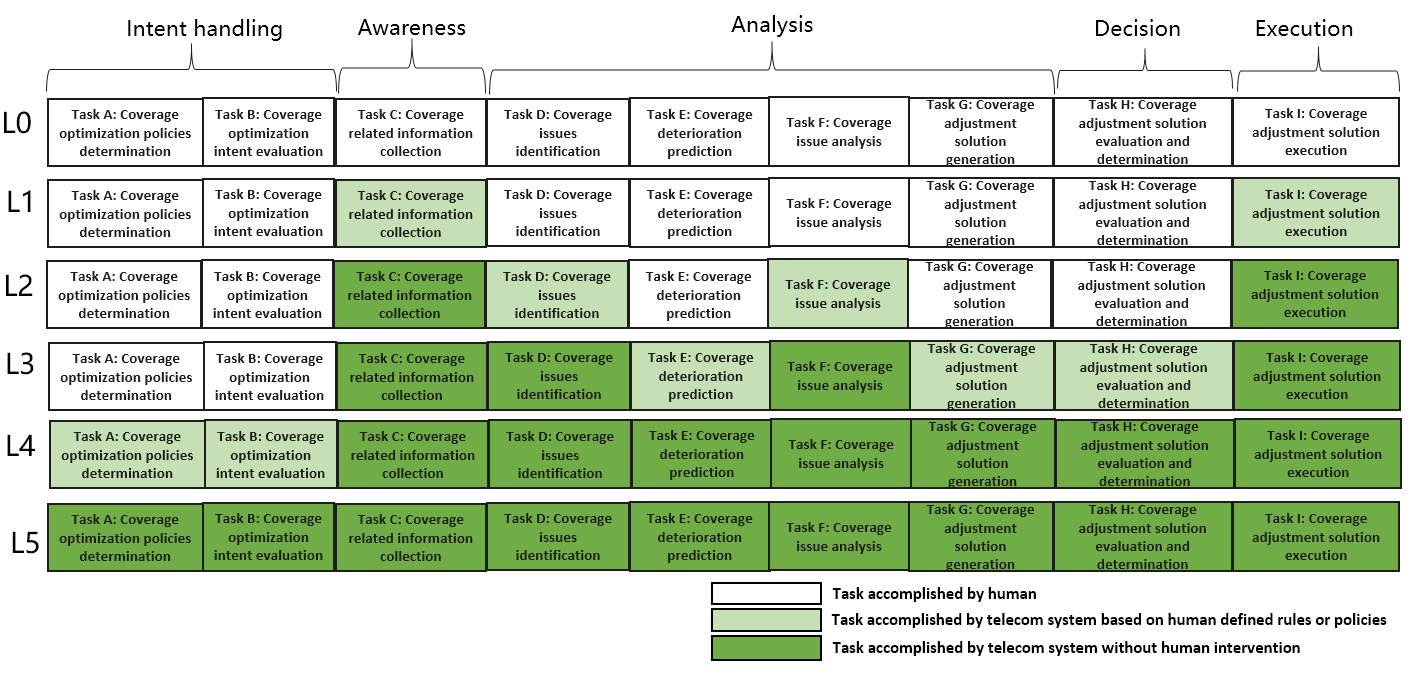 Intent handling
Awareness
Analysis
Decision
Execution
L0
Task A: Coverage
optimization policies
determination
Task B: Coverage
optimization
intent evaluation
Task C: Coverage
related information
collection
Task D: Coverage
issues
identification
Task E: Coverage
deterioration
prediction
Task F: Coverage
issue analysis
Task G: Coverage
adjustment
solution
generation
Task H: Coverage
adjustment solution
evaluation and
determination
Task I: Coverage
adjustment solution
execution
L1
Task A: Coverage
optimization policies
determination
Task B: Coverage
optimization
intent evaluation
Task C: Coverage
related information
collection
Task D: Coverage
issues
identification
Task E: Coverage
deterioration
prediction
Task F: Coverage
issue analysis
Task G: Coverage
adjustment
solution
generation
Task H: Coverage
adjustment solution
evaluation and
determination
Task I: Coverage
adjustment solution
execution
L2
Task A: Coverage
optimization policies
determination
Task B: Coverage
optimization
intent evaluation
Task C: Coverage
related information
collection
Task D: Coverage
issues
identification
Task E: Coverage
deterioration
prediction
Task F: Coverage
issue analysis
Task G: Coverage
adjustment
solution
generation
Task H: Coverage
adjustment solution
evaluation and
determination
Task I: Coverage
adjustment solution
execution
L3
Task A: Coverage
optimization policies
determination
Task B: Coverage
optimization
intent evaluation
Task C: Coverage
related information
collection
Task D: Coverage
issues
identification
Task E: Coverage
deterioration
prediction
Task F: Coverage
issue analysis
Task G: Coverage
adjustment
solution
generation
Task H: Coverage
adjustment solution
evaluation and
determination
Task I: Coverage
adjustment solution
execution
L4
Task A: Coverage
optimization policies
determination
Task B: Coverage
optimization
intent evaluation
Task C: Coverage
related information
collection
Task D: Coverage
issues
identification
Task E: Coverage
deterioration
prediction
Task F: Coverage
issue analysis
Task G: Coverage
adjustment
solution
generation
Task H: Coverage
adjustment solution
evaluation and
determination
Task I: Coverage
adjustment solution
execution
L5
Task A: Coverage
optimization policies
determination
Task B: Coverage
optimization
intent evaluation
Task C: Coverage
related information
collection
Task D: Coverage
issues
identification
Task E: Coverage
deterioration
prediction
Task F: Coverage
issue analysis
Task G: Coverage
adjustment
solution
generation
Task H: Coverage
adjustment solution
evaluation and
determination
Task I: Coverage
adjustment solution
execution
Task accomplished by human
Task accomplished by telecom system based on human defined rules or policies
Task accomplished by telecom system without human intervention